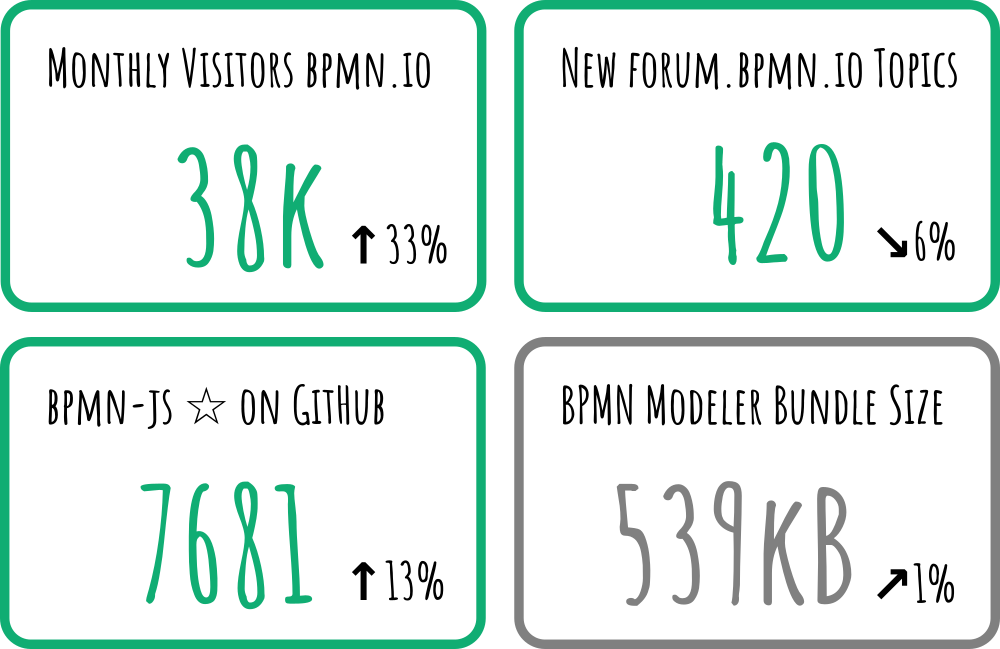 Monthly Visitors bpmn.io
38K
↑ 33%
New forum.bpmn.io Topics
420
↘ 6%
bpmn-js ☆ on GitHub
7681
↑ 13%
BPMN Modeler Bundle Size
539KB
↗ 1%